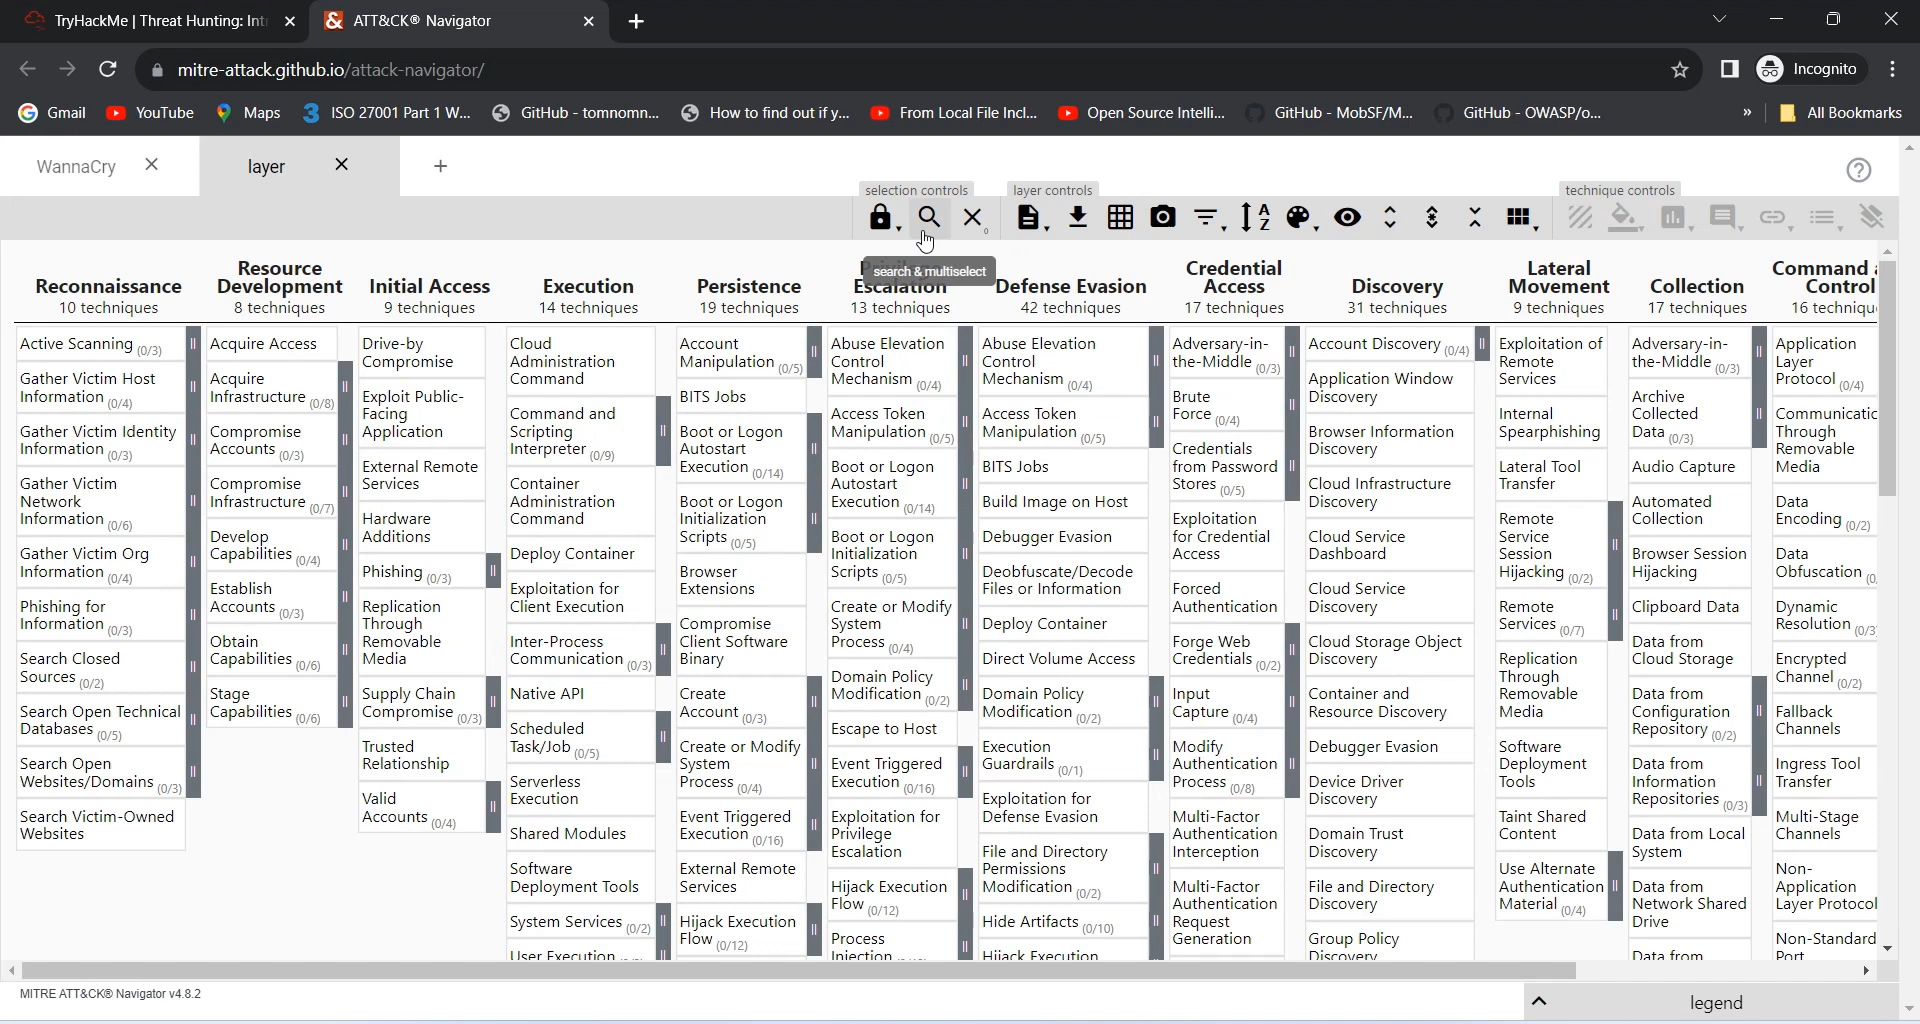 TryHackMe | Threat Hunting: Int
ATT&CK® Navigator
mitre-attack.github.io/attack-navigator/
Incognito
Gmail
YouTube
Maps
ISO 27001 Part 1 W...
GitHub - tomnomn...
How to find out if y...
From Local File Incl...
Open Source Intelli...
GitHub - MobSF/M...
GitHub - OWASP/o...
»
All Bookmarks
WannaCry
layer
selection controls
layer controls
technique controls
0
search & multiselect
Reconnaissance
10 techniques
Active Scanning (0/3)
Gather Victim Host
Information (0/4)
Gather Victim Identity
Information (0/3)
Gather Victim
Network
Information (0/6)
Gather Victim Org
Information (0/4)
Phishing for
Information (0/3)
Search Closed
Sources (0/2)
Search Open Technical
Databases (0/5)
Search Open
Websites/Domains (0/3)
Search Victim-Owned
Websites
Resource
Development
8 techniques
Acquire Access
Acquire
Infrastructure (0/8)
Compromise
Accounts (0/3)
Compromise
Infrastructure (0/7)
Develop
Capabilities (0/4)
Establish
Accounts (0/3)
Obtain
Capabilities (0/6)
Stage
Capabilities (0/6)
Initial Access
9 techniques
Drive-by
Compromise
Exploit Public-
Facing
Application
External Remote
Services
Hardware
Additions
Phishing (0/3)
Replication
Through
Removable
Media
Supply Chain
Compromise (0/3)
Trusted
Relationship
Valid
Accounts (0/4)
Execution
14 techniques
Cloud
Administration
Command
Command and
Scripting
Interpreter (0/9)
Container
Administration
Command
Deploy Container
Exploitation for
Client Execution
Inter-Process
Communication (0/3)
Native API
Scheduled
Task/Job (0/5)
Serverless
Execution
Shared Modules
Software
Deployment Tools
System Services (0/2)
User Execution
Persistence
19 techniques
Account
Manipulation (0/5)
BITS Jobs
Boot or Logon
Autostart
Execution (0/14)
Boot or Logon
Initialization
Scripts (0/5)
Browser
Extensions
Compromise
Client Software
Binary
Create
Account (0/3)
Create or Modify
System
Process (0/4)
Event Triggered
Execution (0/16)
External Remote
Services
Hijack Execution
Flow (0/12)
Privilege
Escalation
13 techniques
Abuse Elevation
Control
Mechanism (0/4)
Access Token
Manipulation (0/5)
Boot or Logon
Autostart
Execution (0/14)
Boot or Logon
Initialization
Scripts (0/5)
Create or Modify
System
Process (0/4)
Domain Policy
Modification (0/2)
Escape to Host
Event Triggered
Execution (0/16)
Exploitation for
Privilege
Escalation
Hijack Execution
Flow (0/12)
Process
Injection
Defense Evasion
42 techniques
Abuse Elevation
Control
Mechanism (0/4)
Access Token
Manipulation (0/5)
BITS Jobs
Build Image on Host
Debugger Evasion
Deobfuscate/Decode
Files or Information
Deploy Container
Direct Volume Access
Domain Policy
Modification (0/2)
Execution
Guardrails (0/1)
Exploitation for
Defense Evasion
File and Directory
Permissions
Modification (0/2)
Hide Artifacts (0/10)
Hijack Execution
Credential
Access
17 techniques
Adversary-in-
the-Middle (0/3)
Brute
Force (0/4)
Credentials
from Password
Stores (0/5)
Exploitation
for Credential
Access
Forced
Authentication
Forge Web
Credentials (0/2)
Input
Capture (0/4)
Modify
Authentication
Process (0/8)
Multi-Factor
Authentication
Interception
Multi-Factor
Authentication
Request
Generation
Discovery
31 techniques
Account Discovery (0/4)
Application Window
Discovery
Browser Information
Discovery
Cloud Infrastructure
Discovery
Cloud Service
Dashboard
Cloud Service
Discovery
Cloud Storage Object
Discovery
Container and
Resource Discovery
Debugger Evasion
Device Driver
Discovery
Domain Trust
Discovery
File and Directory
Discovery
Group Policy
Discovery
Lateral
Movement
9 techniques
Exploitation of
Remote
Services
Internal
Spearphishing
Lateral Tool
Transfer
Remote
Service
Session
Hijacking (0/2)
Remote
Services (0/7)
Replication
Through
Removable
Media
Software
Deployment
Tools
Taint Shared
Content
Use Alternate
Authentication
Material (0/4)
Collection
17 techniques
Adversary-in-
the-Middle (0/3)
Archive
Collected
Data (0/3)
Audio Capture
Automated
Collection
Browser Session
Hijacking
Clipboard Data
Data from
Cloud Storage
Data from
Configuration
Repository (0/2)
Data from
Information
Repositories (0/3)
Data from Local
System
Data from
Network Shared
Drive
Data from
Command a
Control
16 techniqu
Application
Layer
Protocol (0/4)
Communicatic
Through
Removable
Media
Data
Encoding (0/2)
Data
Obfuscation (0
Dynamic
Resolution (0/3
Encrypted
Channel (0/2)
Fallback
Channels
Ingress Tool
Transfer
Multi-Stage
Channels
Non-
Application
Layer Protocol
Non-Standard
Port
MITRE ATT&CK® Navigator v4.8.2
legend